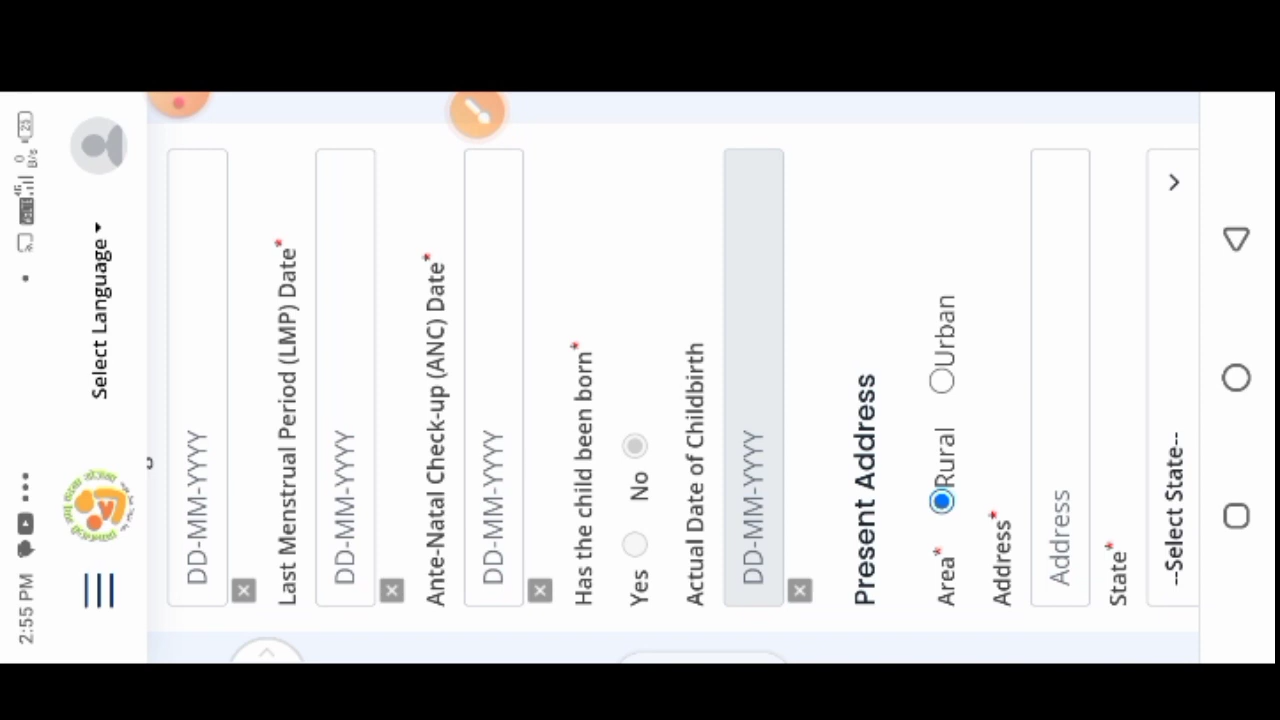 2:55 PM
0 B/s
23
Select Language
DD-MM-YYYY
Last Menstrual Period (LMP) Date*
DD-MM-YYYY
Ante-Natal Check-up (ANC) Date*
DD-MM-YYYY
Has the child been born*
Yes No
Actual Date of Childbirth
DD-MM-YYYY
Present Address
Area* Rural Urban
Address*
Address
State*
--Select State--